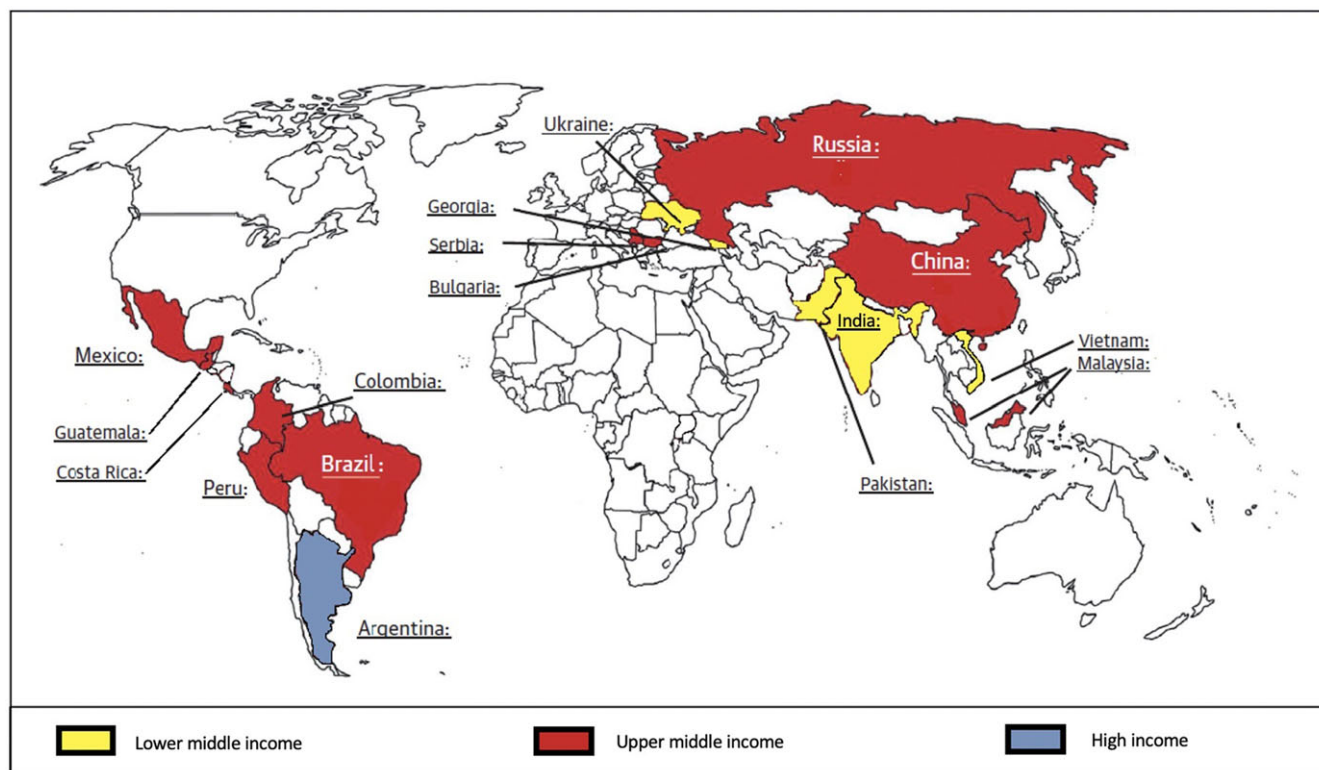 Ukraine:
Russia:
Georgia:
Serbia:
China:
Bulgaria:
India:
Vietnam:
Mexico:
Malaysia:
Colombia:
Guatemala:
Brazil:
Costa Rica:
Peru:
Pakistan:
Argentina:
Lower middle income
Upper middle income
High income